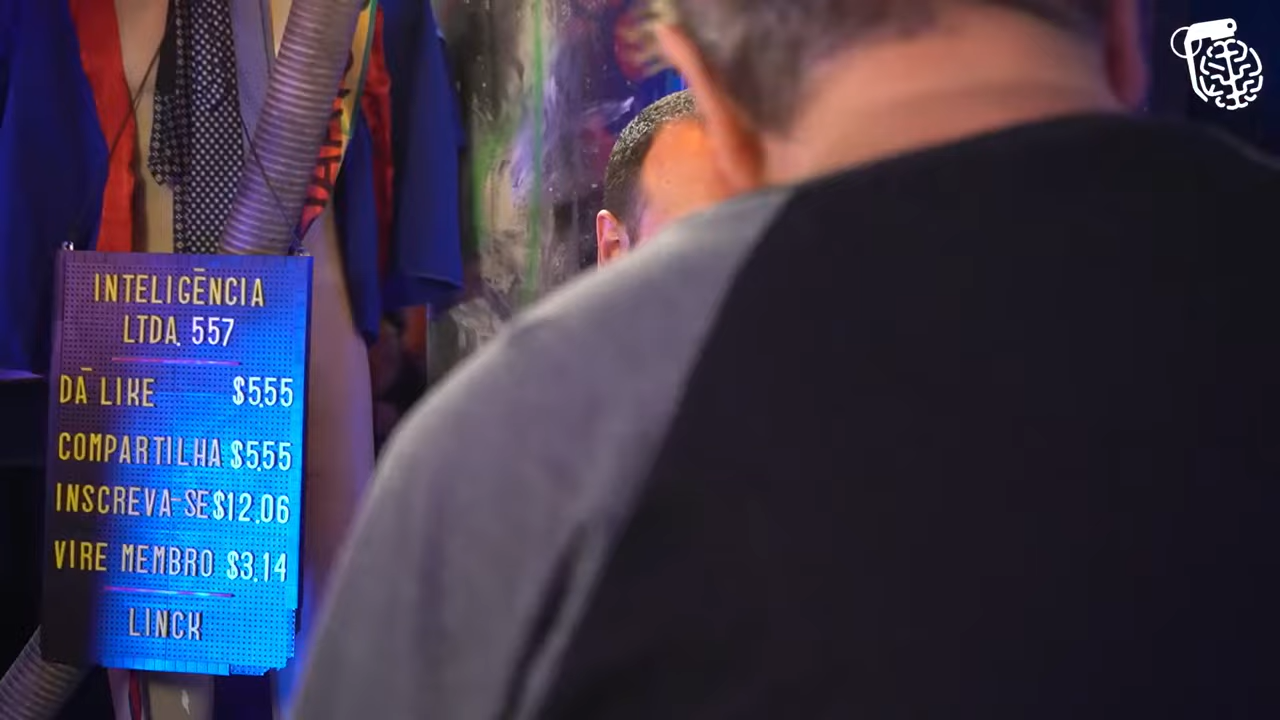 INTELIGÊNCIA
LTDA. 557
DÁ LIKE $5.55
COMPARTILHA $5.55
INSCREVA-SE $12.06
VIRE MEMBRO $3.14
LINCK